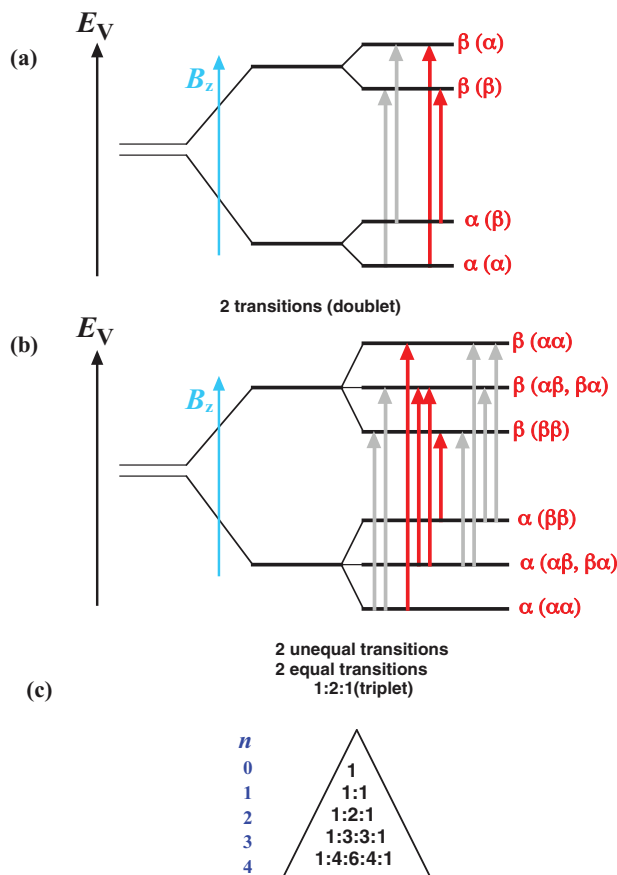 (a)
E_V
B_z
β (α)
β (β)
α (β)
α (α)
2 transitions (doublet)
(b)
E_V
B_z
β (αα)
β (αβ, βα)
β (ββ)
α (ββ)
α (αβ, βα)
α (αα)
2 unequal transitions
2 equal transitions
1:2:1(triplet)
(c)
n
0 1
1 1:1
2 1:2:1
3 1:3:3:1
4 1:4:6:4:1